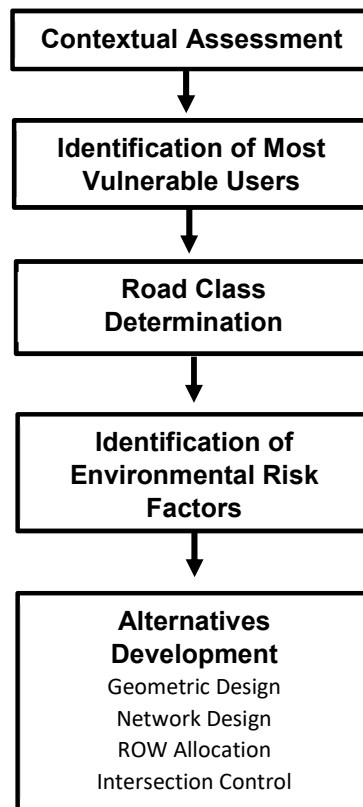 Contextual Assessment
Identification of Most
Vulnerable Users
Road Class
Determination
Identification of
Environmental Risk
Factors
Alternatives
Development
Geometric Design
Network Design
ROW Allocation
Intersection Control